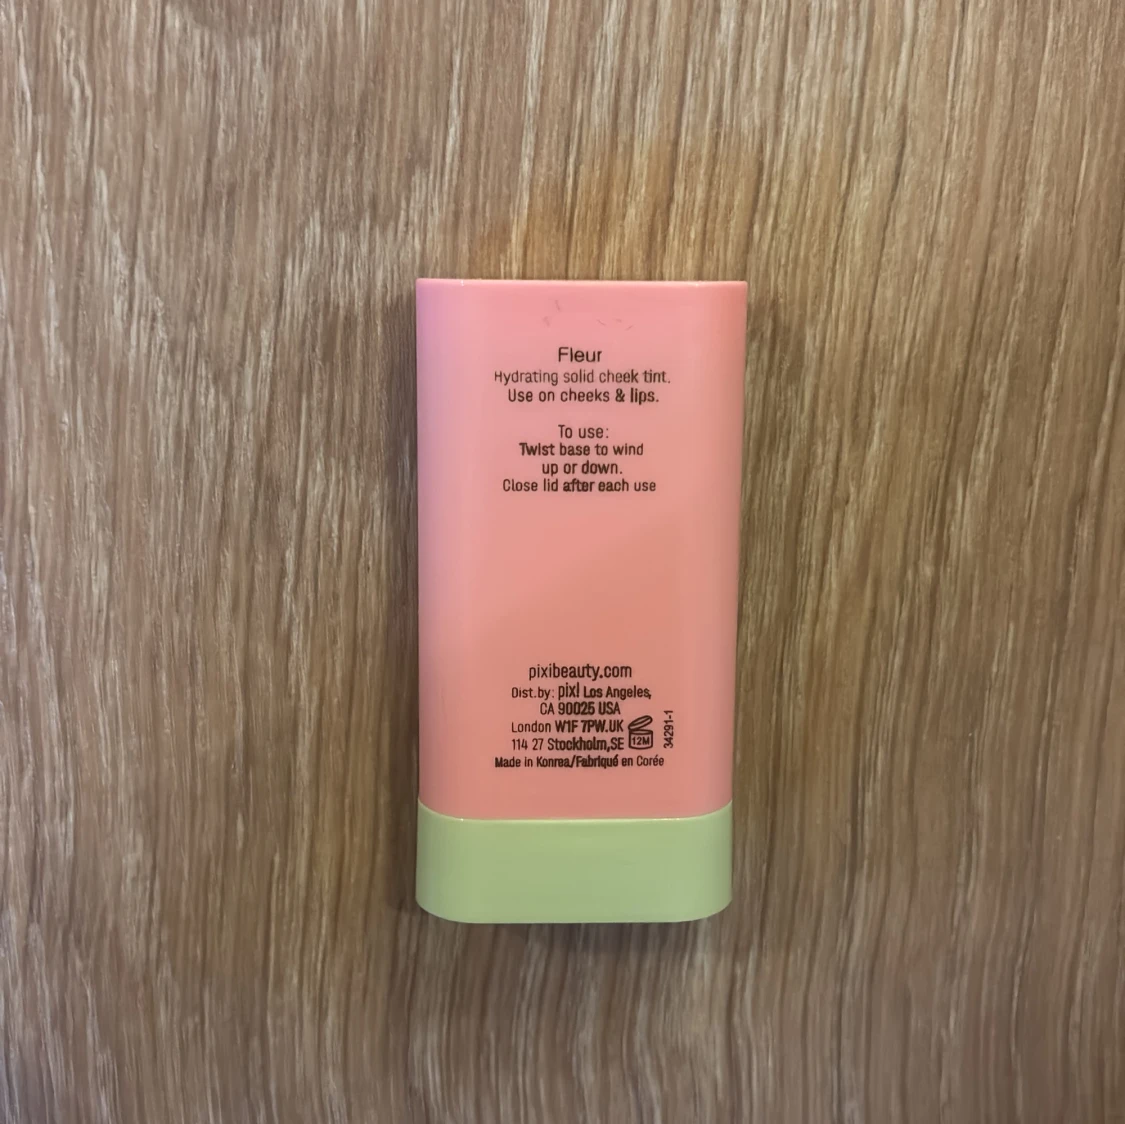 Fleur
Hydrating solid cheek tint.
Use on cheeks & lips.
To use:
Twist base to wind
up or down.
Close lid after each use
pixibeauty.com
Dist.by: pixi Los Angeles,
CA 90025 USA
London W1F 7PW.UK
114 27 Stockholm,SE
12M
34291-1
Made in Konrea/Fabriqué en Corée